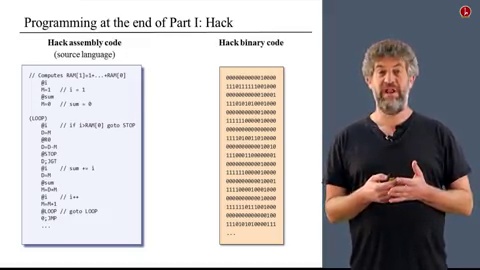 Programming at the end of Part I: Hack
Hack assembly code
(source language)
// Computes RAM[1]=1+...+RAM[0]
@i
M=1 // i = 1
@sum
M=0 // sum = 0
(LOOP)
@i // if i>RAM[0] goto STOP
D=M
@R0
D=D-M
@STOP
D;JGT
@i // sum += i
D=M
@sum
M=D+M
@i // i++
M=M+1
@LOOP // goto LOOP
0;JMP
...
Hack binary code
0000000000010000
1110111111001000
0000000000010001
1110101010001000
0000000000010000
1111110000010000
0000000000000000
1111010011010000
0000000000010010
1110001100000001
0000000000010000
1111110000010000
0000000000010001
1111000010001000
0000000000010000
1111110111001000
0000000000000100
1110101010000111
...